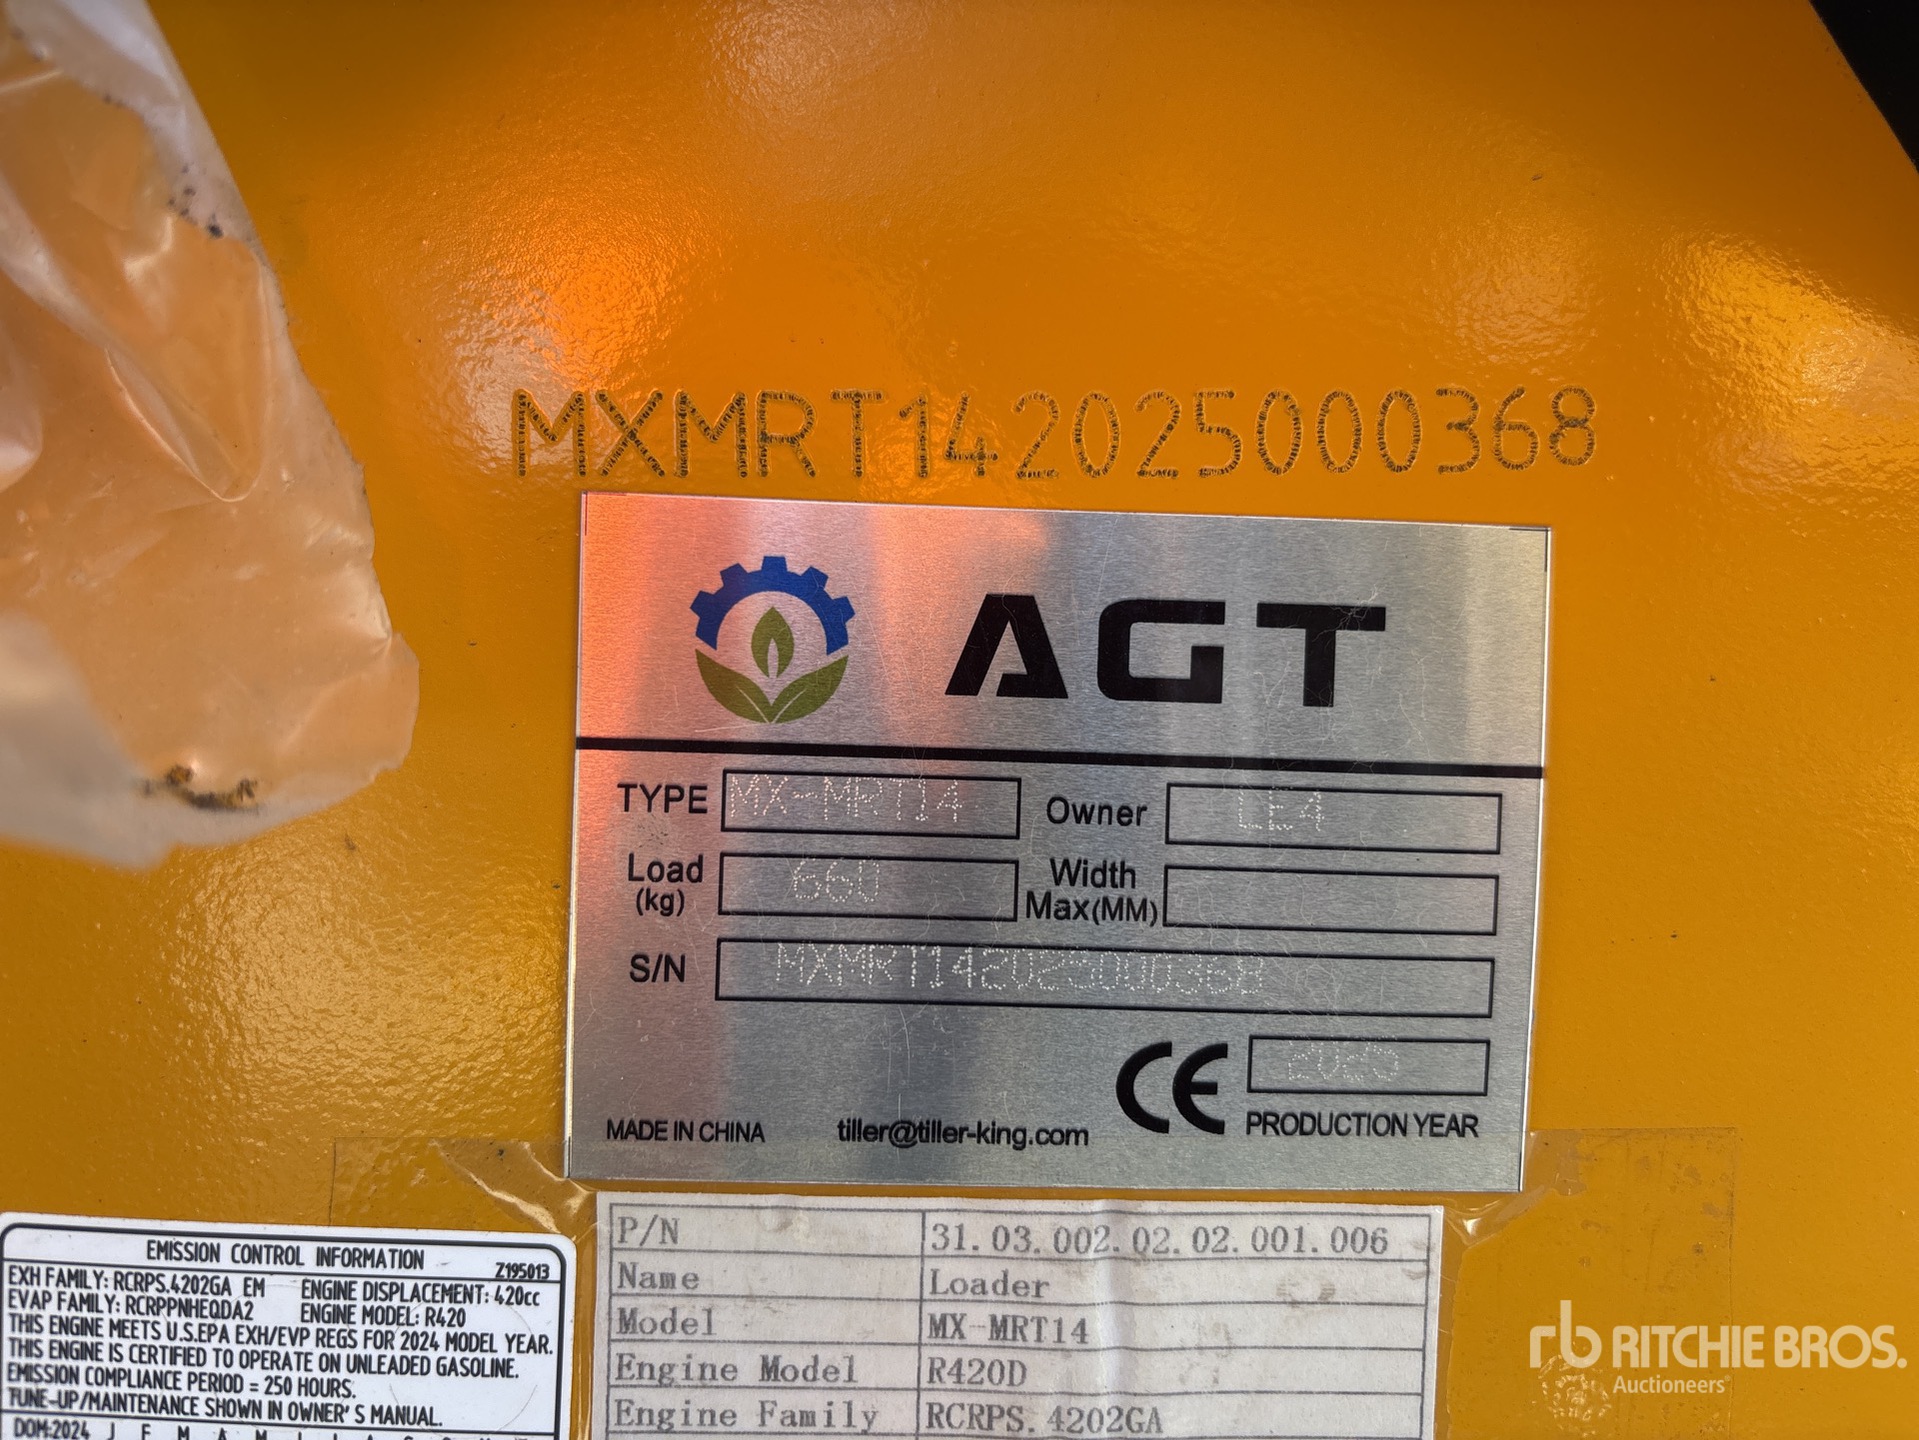 MXMRT142025000368
AGT
TYPE MX-MRT14 Owner LE4
Load (kg) 660 Width Max(MM)
S/N MXMRT142025000368
CE 2025
MADE IN CHINA tiller@tiller-king.com PRODUCTION YEAR
P/N 31.03.002.02.02.001.006
Name Loader
Model MX-MRT14
Engine Model R420D
Engine Family RCRPS.4202GA
EMISSION CONTROL INFORMATION Z195013
EXH FAMILY: RCRPS.4202GA EM ENGINE DISPLACEMENT: 420cc
EVAP FAMILY: RCRPPNHEQDA2 ENGINE MODEL: R420
THIS ENGINE MEETS U.S.EPA EXH/EVP REGS FOR 2024 MODEL YEAR.
THIS ENGINE IS CERTIFIED TO OPERATE ON UNLEADED GASOLINE.
EMISSION COMPLIANCE PERIOD = 250 HOURS.
TUNE-UP/MAINTENANCE SHOWN IN OWNER'S MANUAL.
DOM:2024 J F M A M J J A
rb RITCHIE BROS.
Auctioneers